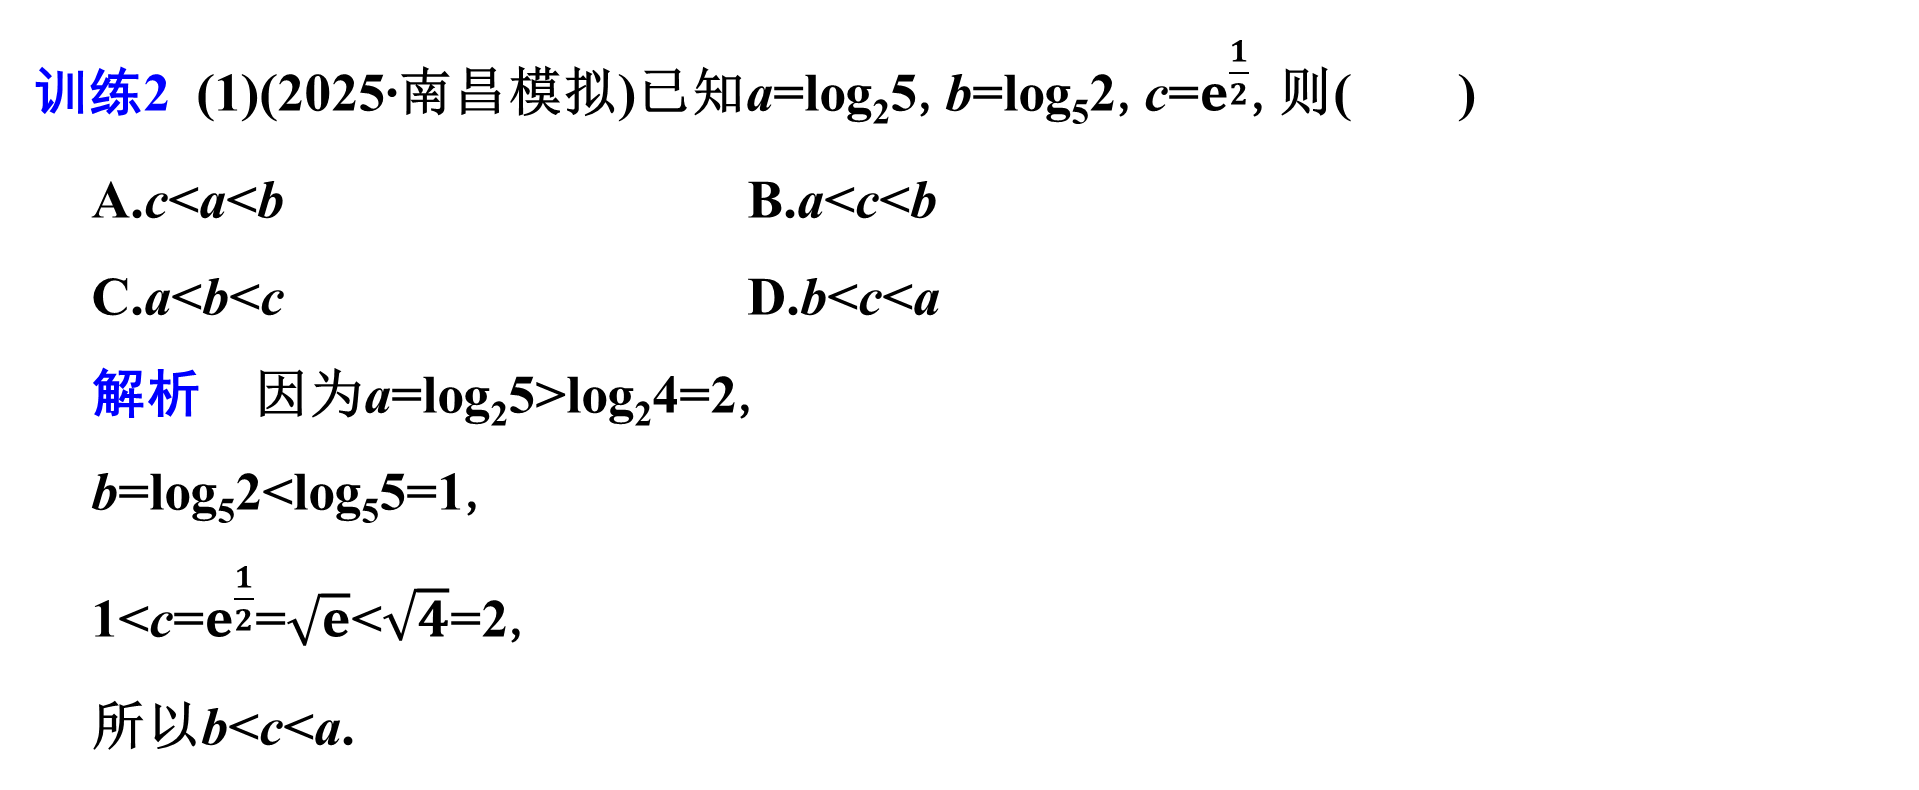 训练2 (1)(2025·南昌模拟)已知a=log₂5, b=log₅2, c=e^{1/2}, 则(　　)
A.c<a<b B.a<c<b
C.a<b<c D.b<c<a
解析 因为a=log₂5>log₂4=2,
b=log₅2<log₅5=1,
1<c=e^{1/2}=√e<√4=2,
所以b<c<a.